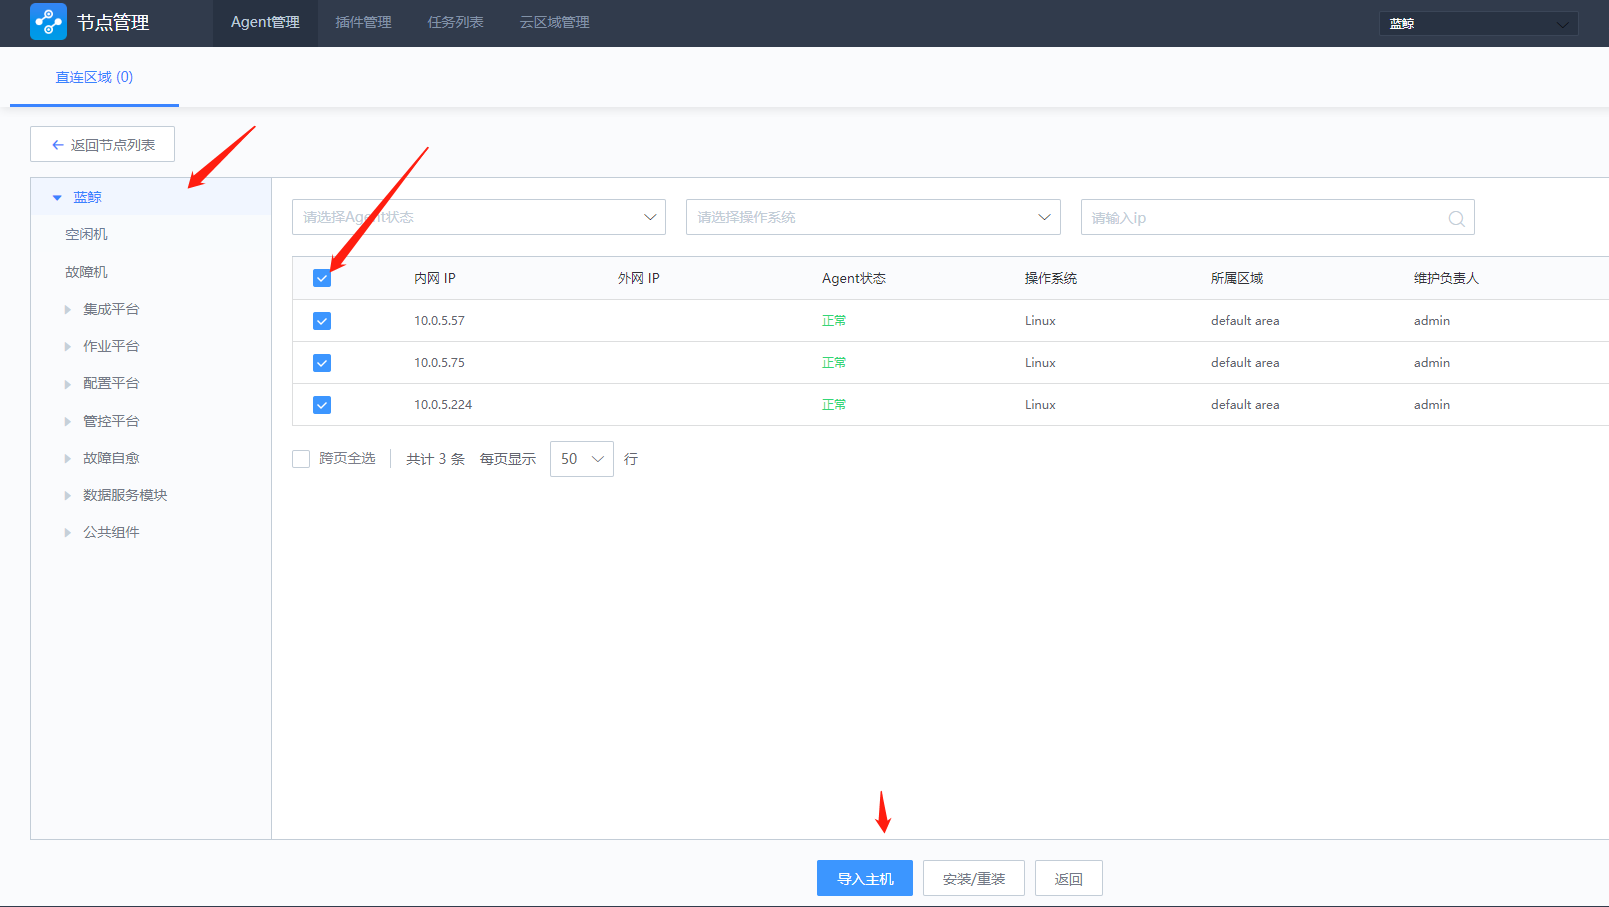 节点管理 Agent管理 插件管理 任务列表 云区域管理 蓝鲸
直连区域 (0)
返回节点列表
蓝鲸
空闲机
故障机
集成平台
作业平台
配置平台
管控平台
故障自愈
数据服务模块
公共组件
请选择Agent状态 请选择操作系统 请输入ip
内网 IP 外网 IP Agent状态 操作系统 所属区域 维护负责人
10.0.5.57 正常 Linux default area admin
10.0.5.75 正常 Linux default area admin
10.0.5.224 正常 Linux default area admin
跨页全选 共计 3 条 每页显示 50 行
导入主机 安装/重装 返回